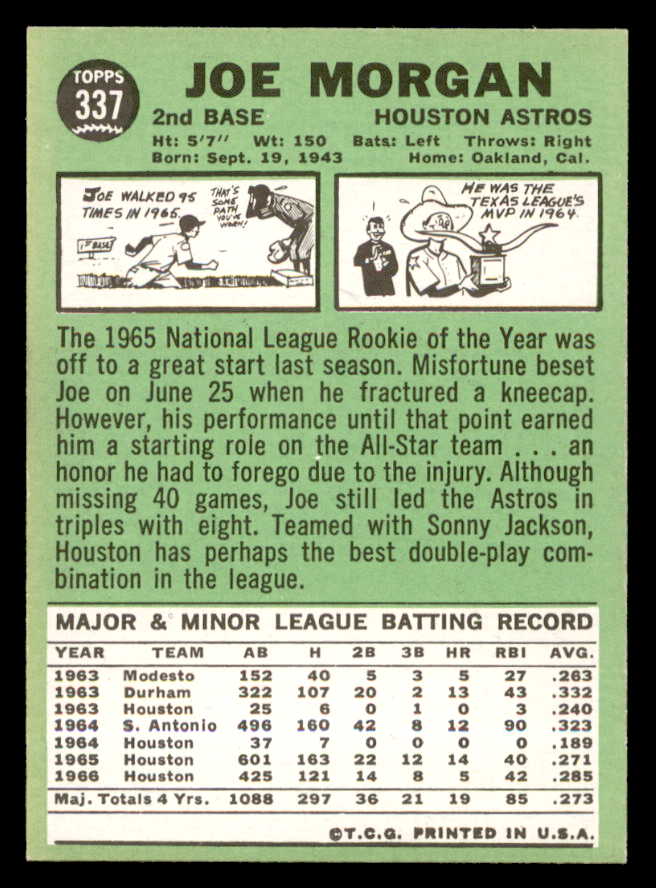 TOPPS
337
JOE MORGAN
2nd BASE HOUSTON ASTROS
Ht: 5'7" Wt: 150 Bats: Left Throws: Right
Born: Sept. 19, 1943 Home: Oakland, Cal.
JOE WALKED 95
TIMES IN 1965.
THAT'S
SOME
PATH
YOU'VE
WORN!
1ST BASE
HE WAS THE
TEXAS LEAGUE'S
MVP IN 1964.
The 1965 National League Rookie of the Year was
off to a great start last season. Misfortune beset
Joe on June 25 when he fractured a kneecap.
However, his performance until that point earned
him a starting role on the All-Star team . . . an
honor he had to forego due to the injury. Although
missing 40 games, Joe still led the Astros in
triples with eight. Teamed with Sonny Jackson,
Houston has perhaps the best double-play com-
bination in the league.
MAJOR & MINOR LEAGUE BATTING RECORD
YEAR TEAM AB H 2B 3B HR RBI AVG.
1963 Modesto 152 40 5 3 5 27 .263
1963 Durham 322 107 20 2 13 43 .332
1963 Houston 25 6 0 1 0 3 .240
1964 S. Antonio 496 160 42 8 12 90 .323
1964 Houston 37 7 0 0 0 0 .189
1965 Houston 601 163 22 12 14 40 .271
1966 Houston 425 121 14 8 5 42 .285
Maj. Totals 4 Yrs. 1088 297 36 21 19 85 .273
©T.C.G. PRINTED IN U.S.A.